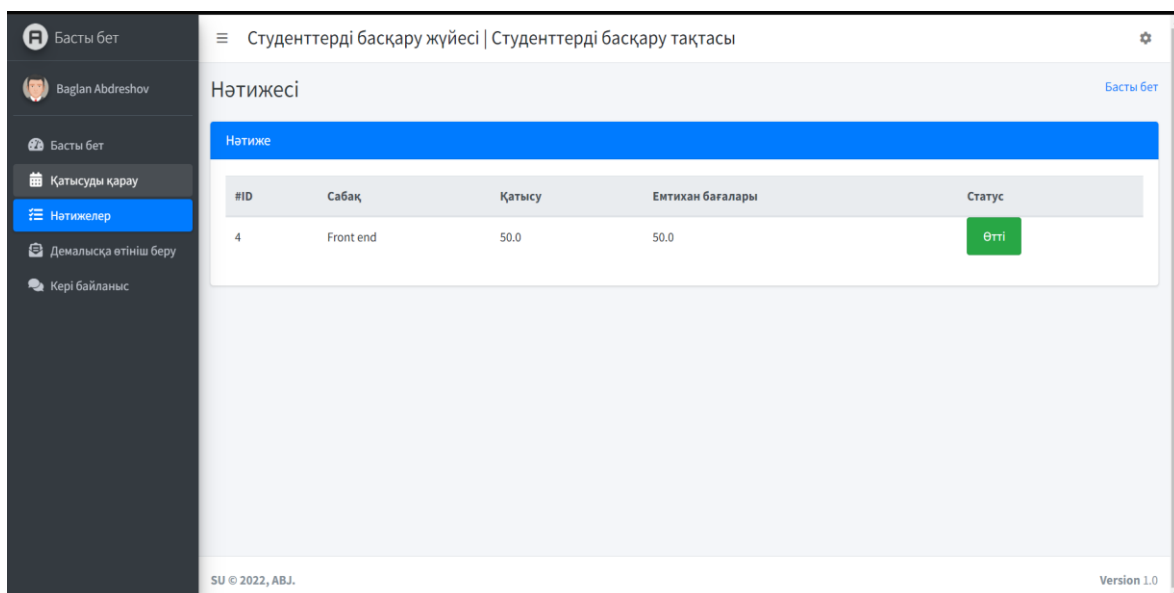 Басты бет
Baglan Abdreshov
Басты бет
Қатысуды қарау
Нәтижелер
Демалысқа өтініш беру
Кері байланыс
Студенттерді басқару жүйесі | Студенттерді басқару тақтасы
Нәтижесі
Басты бет
Нәтиже
#ID Сабақ Қатысу Емтихан бағалары Статус
4 Front end 50.0 50.0 Өтті
SU © 2022, ABJ. Version 1.0